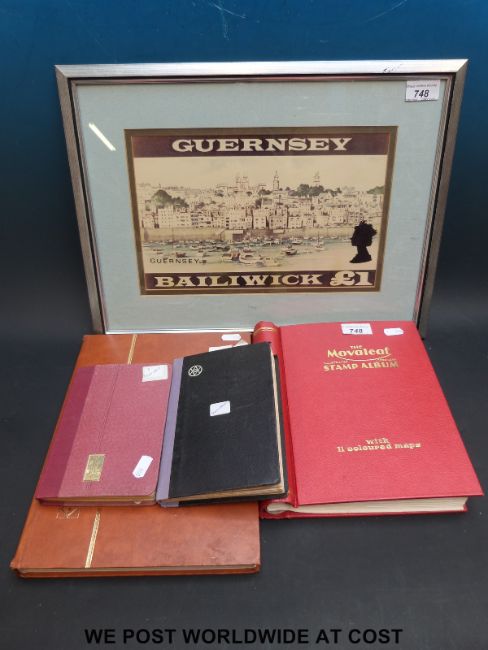 748
GUERNSEY
GUERNSEY
BAILIWICK £1
748
THE
Movaleaf
STAMP ALBUM
with
11 coloured maps
WE POST WORLDWIDE AT COST